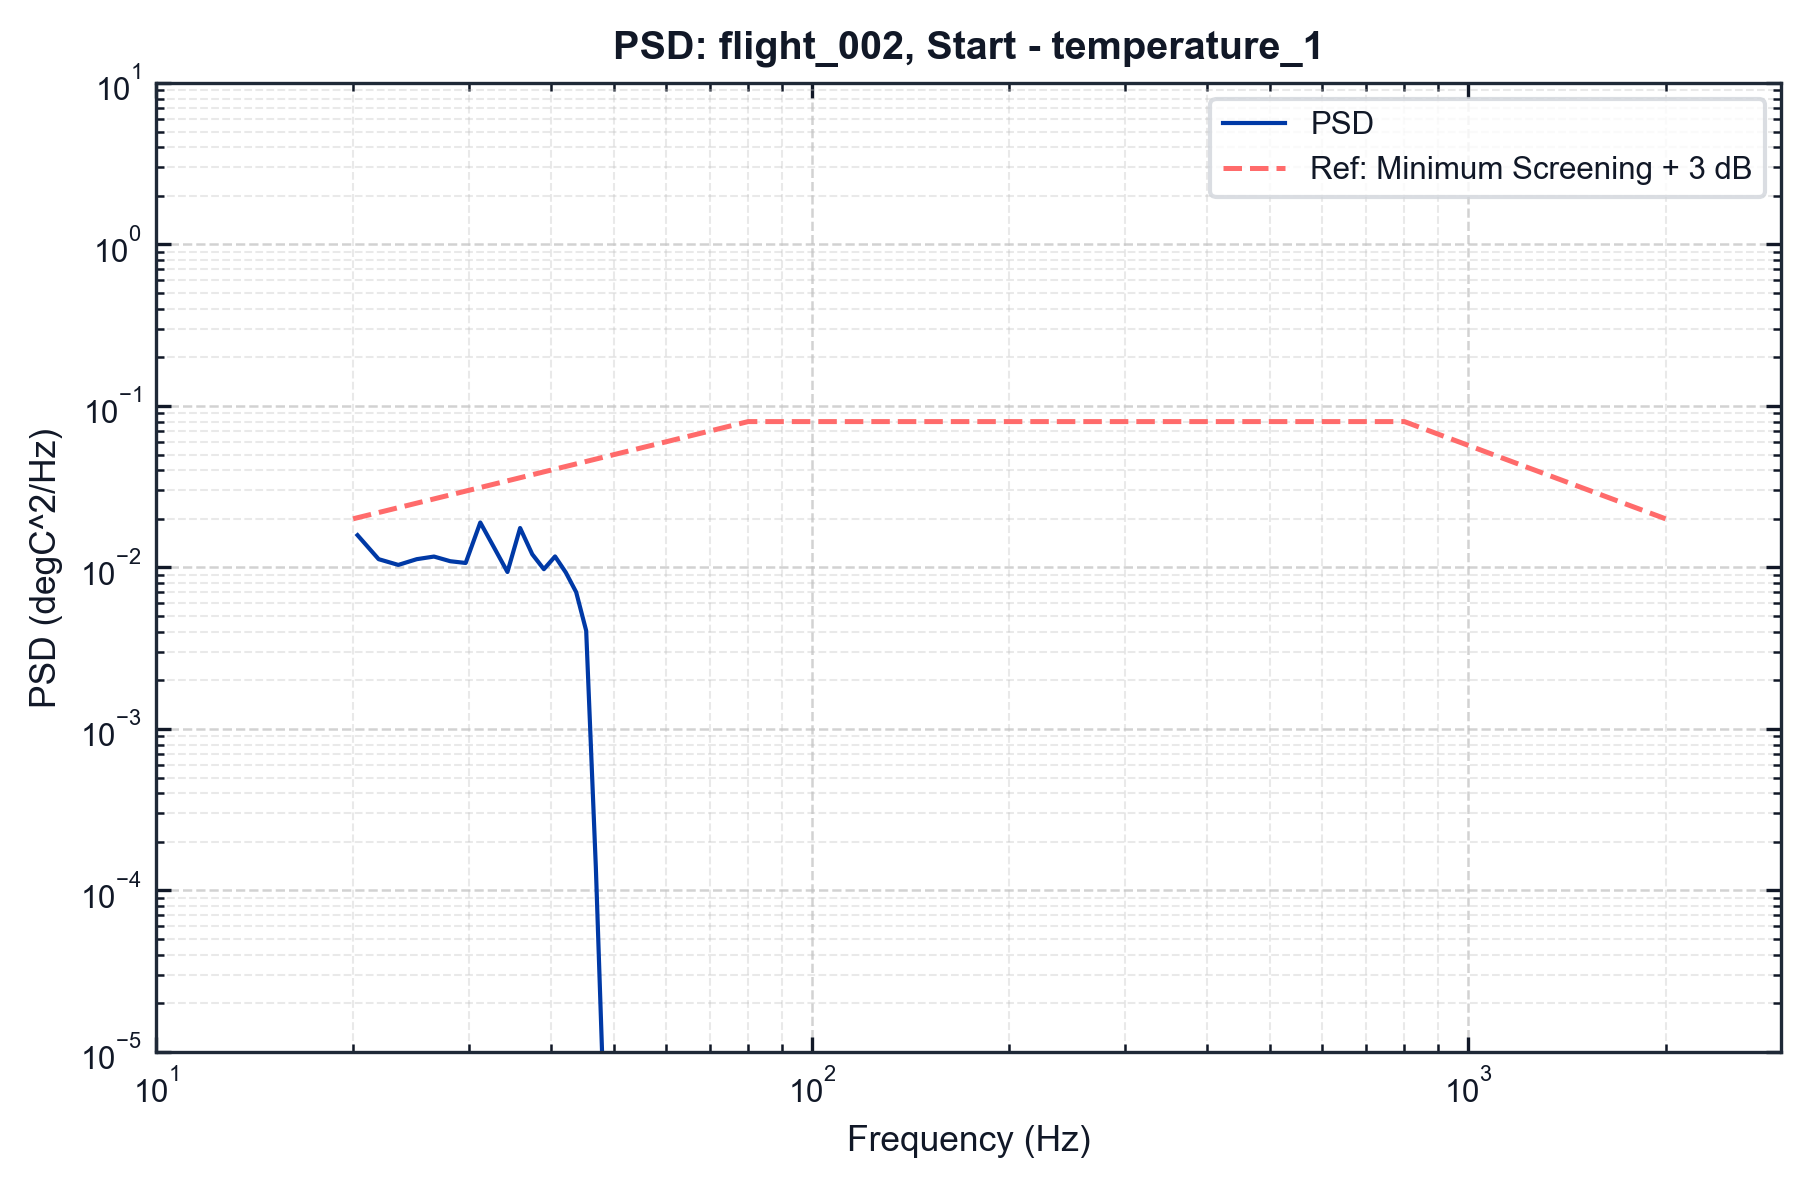 PSD: flight_002, Start - temperature_1
PSD
Ref: Minimum Screening + 3 dB
PSD (degC^2/Hz)
10^1
10^0
10^−1
10^−2
10^−3
10^−4
10^−5
10^1
10^2
10^3
Frequency (Hz)